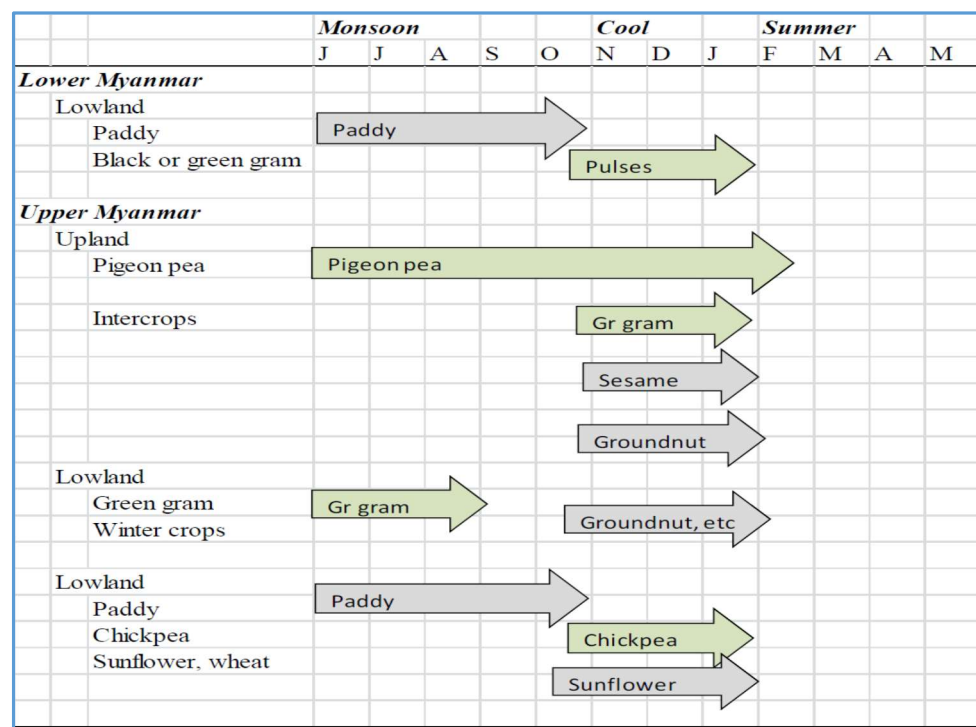 Monsoon Cool Summer
J J A S O N D J F M A M
Lower Myanmar
Lowland
Paddy Paddy
Black or green gram Pulses
Upper Myanmar
Upland
Pigeon pea Pigeon pea
Intercrops Gr gram
Sesame
Groundnut
Lowland
Green gram Gr gram
Winter crops Groundnut, etc
Lowland
Paddy Paddy
Chickpea Chickpea
Sunflower, wheat
Sunflower